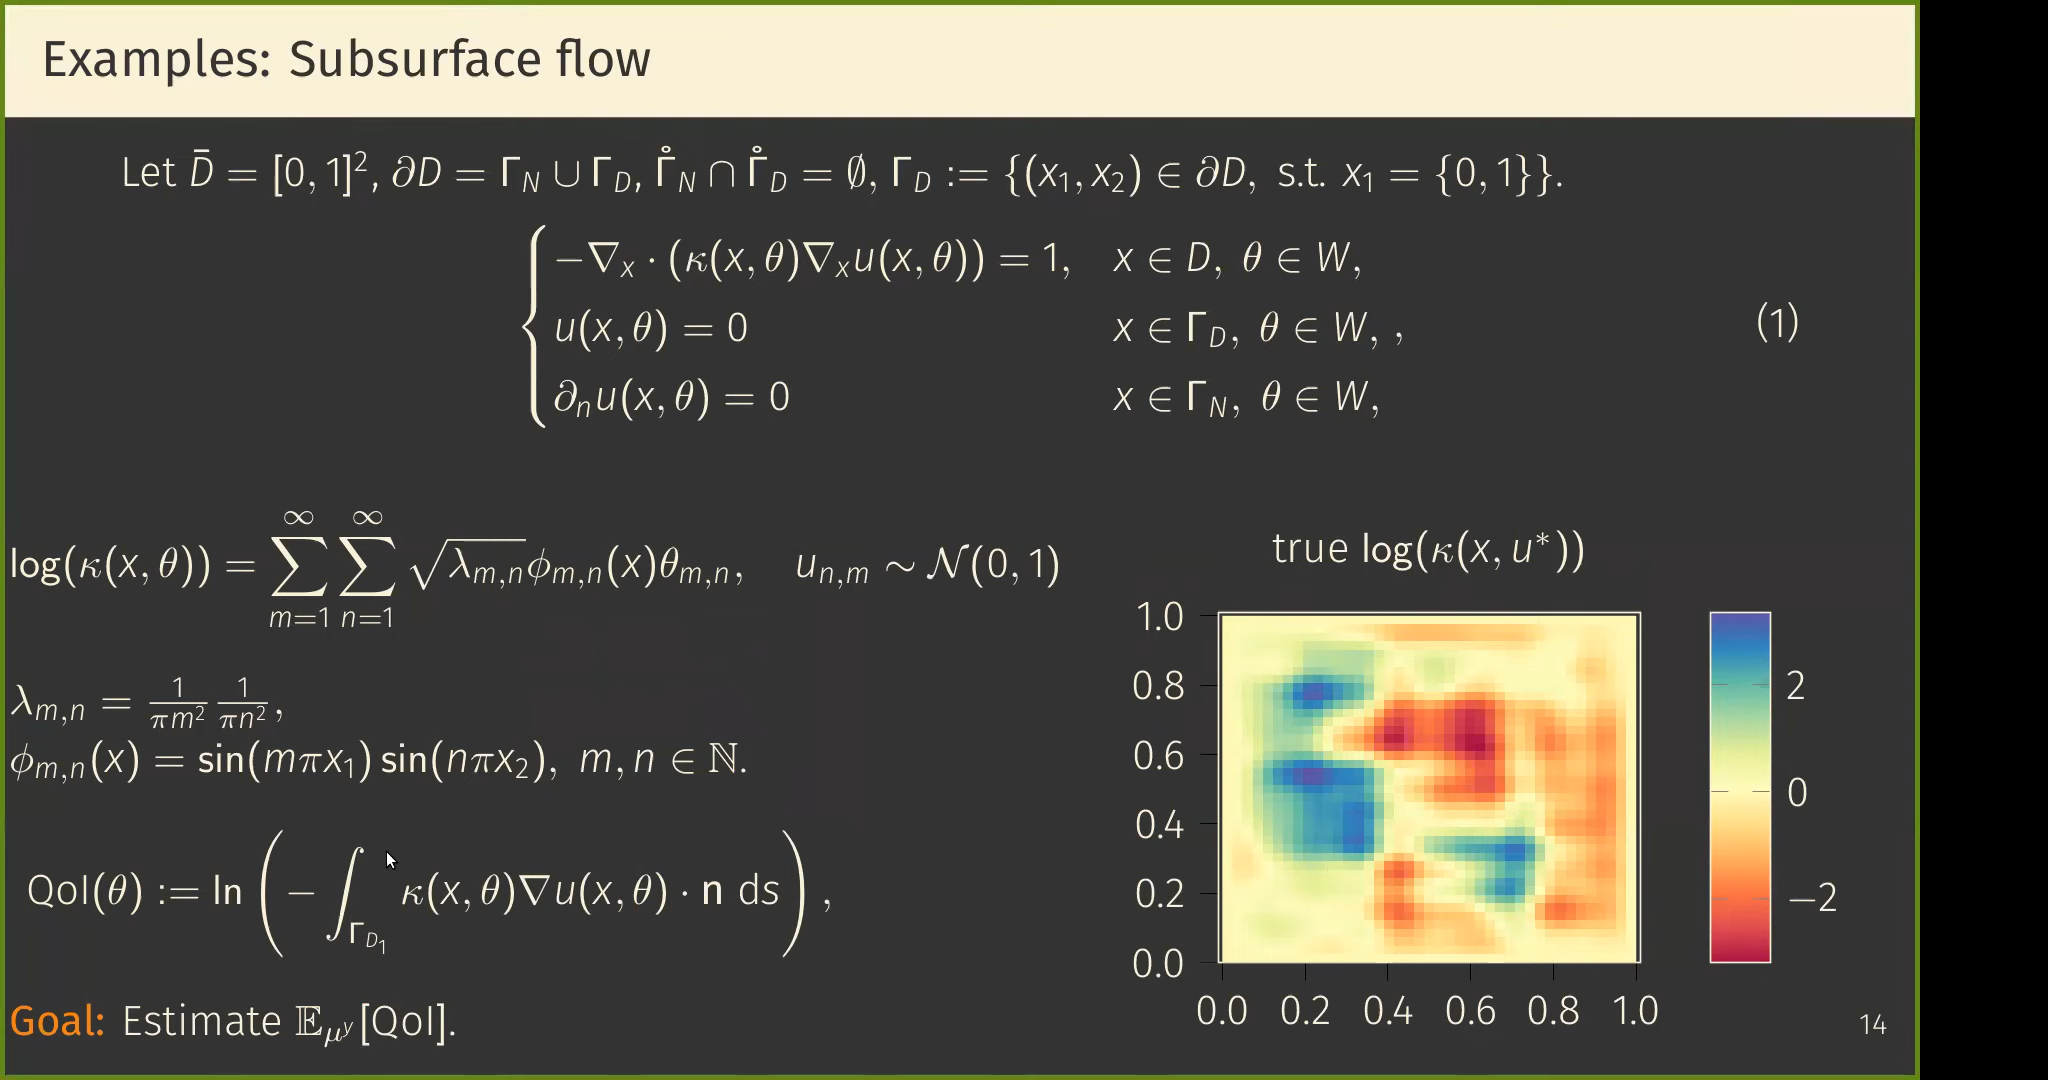 Examples: Subsurface flow
Let D̄ = [0, 1]², ∂D = Γ_N ∪ Γ_D, Γ̊_N ∩ Γ̊_D = ∅, Γ_D := {(x₁, x₂) ∈ ∂D, s.t. x₁ = {0, 1}}.
−∇ₓ · (κ(x, θ)∇ₓu(x, θ)) = 1, x ∈ D, θ ∈ W,
u(x, θ) = 0 x ∈ Γ_D, θ ∈ W, ,
(1)
∂ₙu(x, θ) = 0 x ∈ Γ_N, θ ∈ W,
log(κ(x, θ)) = ∑_{m=1}^{∞} ∑_{n=1}^{∞} √λ_{m,n} ϕ_{m,n}(x)θ_{m,n}, u_{n,m} ∼ 𝒩(0, 1)
λ_{m,n} = 1/(πm²) 1/(πn²),
ϕ_{m,n}(x) = sin(mπx₁) sin(nπx₂), m, n ∈ ℕ.
QoI(θ) := ln (− ∫_{Γ_{D₁}} κ(x, θ)∇u(x, θ) · n ds),
Goal: Estimate 𝔼_{μ^y}[QoI].
true log(κ(x, u*))
1.0
0.8
0.6
0.4
0.2
0.0
0.0 0.2 0.4 0.6 0.8 1.0
2
0
−2
14